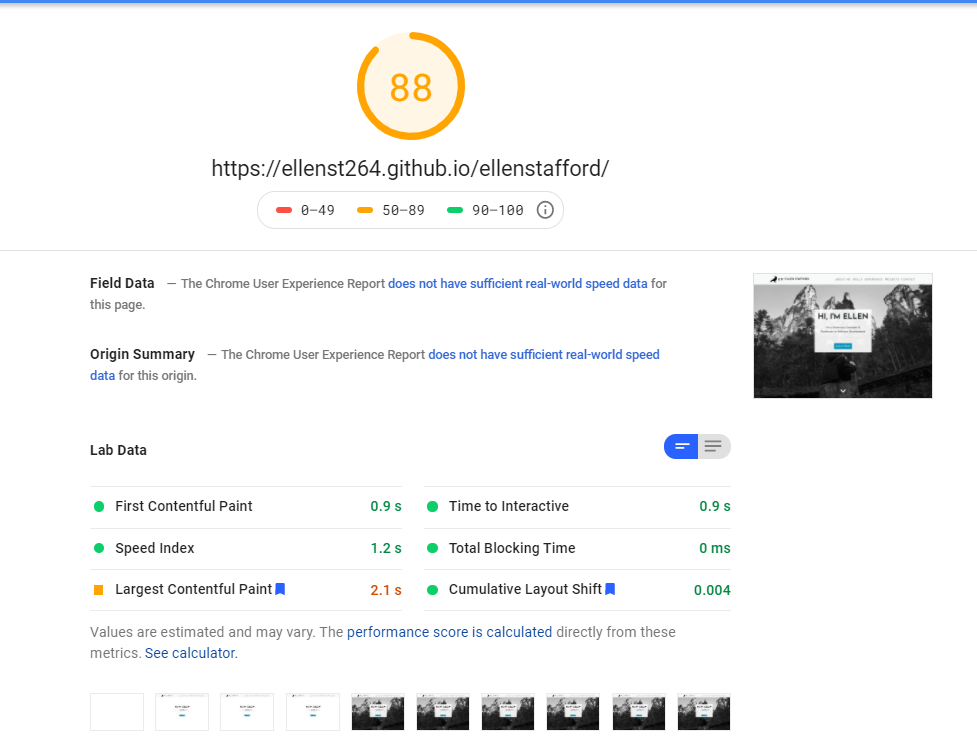 88
https://ellenst264.github.io/ellenstafford/
0–49 50–89 90–100
Field Data — The Chrome User Experience Report does not have sufficient real-world speed data for
this page.
HI, I'M ELLEN
Origin Summary — The Chrome User Experience Report does not have sufficient real-world speed
data for this origin.
Lab Data
First Contentful Paint 0.9 s
Time to Interactive 0.9 s
Speed Index 1.2 s
Total Blocking Time 0 ms
Largest Contentful Paint 2.1 s
Cumulative Layout Shift 0.004
Values are estimated and may vary. The performance score is calculated directly from these
metrics. See calculator.